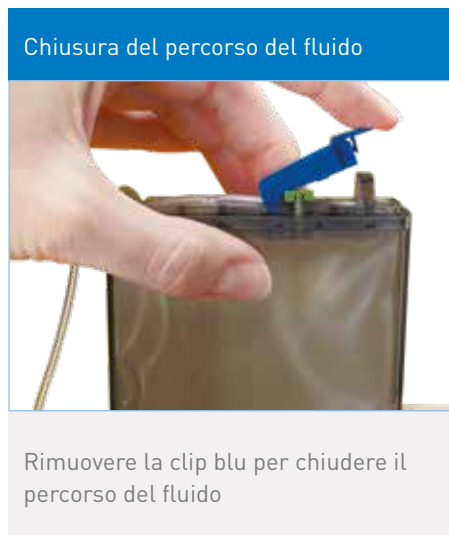 Chiusura del percorso del fluido
Rimuovere la clip blu per chiudere il
percorso del fluido